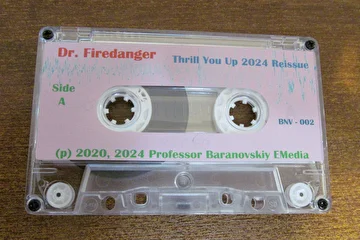 Dr. Firedanger
Thrill You Up 2024 Reissue
Side
A
BNV - 002
(p) 2020, 2024 Professor Baranovskiy EMedia